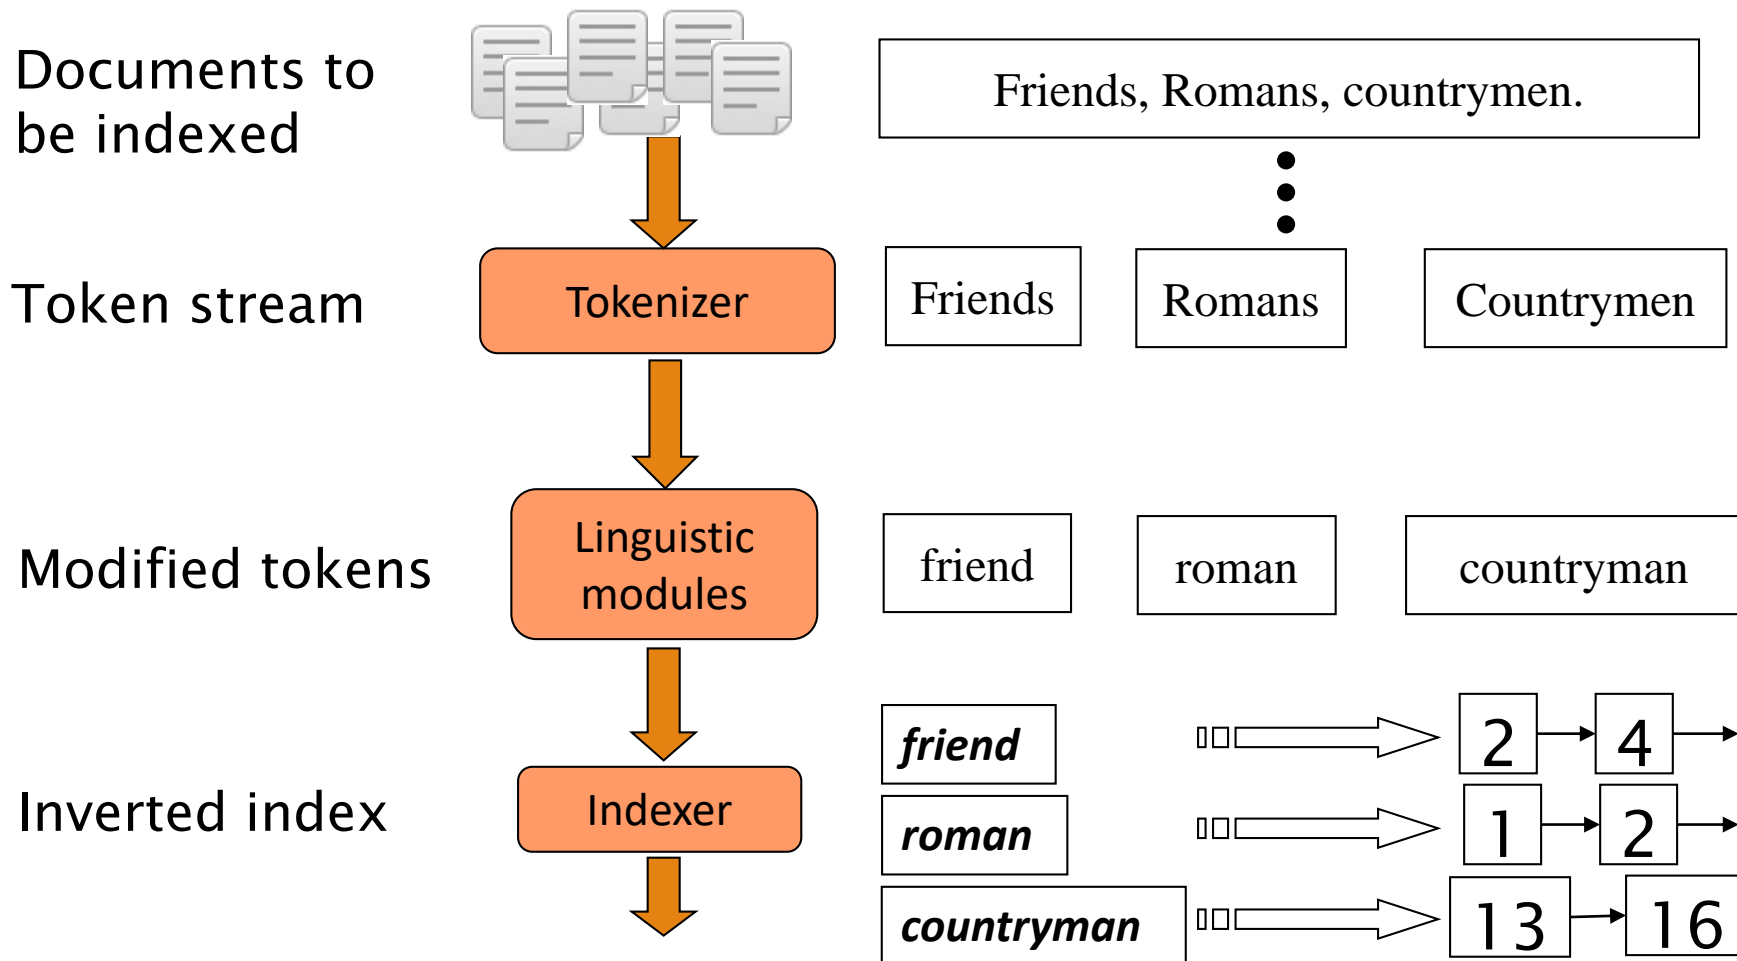 Documents to
be indexed
Friends, Romans, countrymen.
Token stream
Tokenizer
Friends
Romans
Countrymen
Modified tokens
Linguistic
modules
friend
roman
countryman
Inverted index
Indexer
friend
2
4
roman
1
2
countryman
13
16